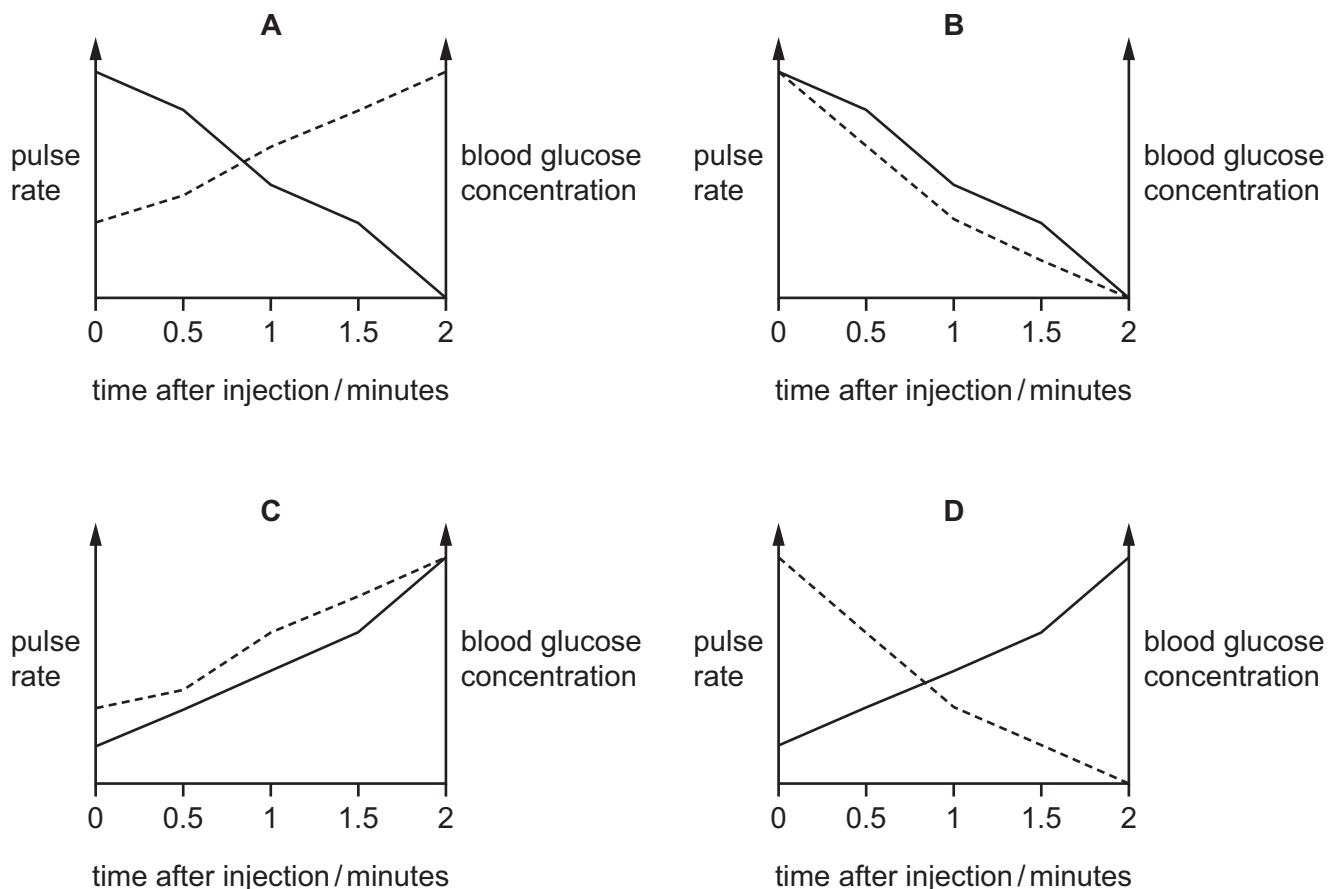 A
B
pulse
rate
blood glucose
concentration
pulse
rate
blood glucose
concentration
0 0.5 1 1.5 2
0 0.5 1 1.5 2
time after injection / minutes
time after injection / minutes
C
D
pulse
rate
blood glucose
concentration
pulse
rate
blood glucose
concentration
0 0.5 1 1.5 2
0 0.5 1 1.5 2
time after injection / minutes
time after injection / minutes